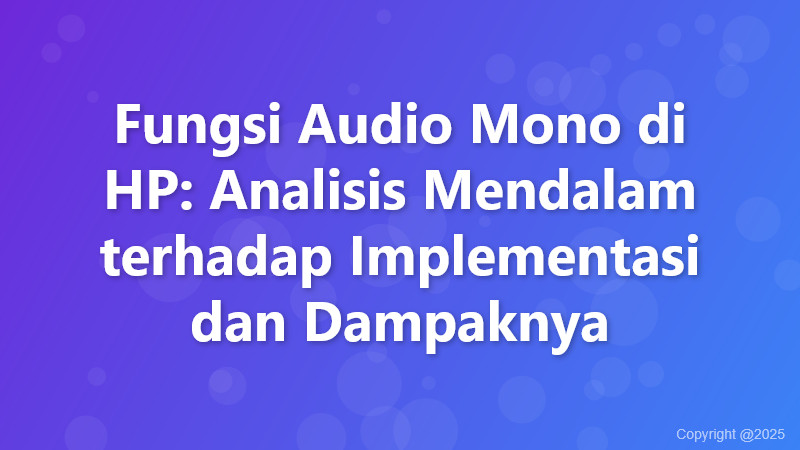 Fungsi Audio Mono di
HP: Analisis Mendalam
terhadap Implementasi
dan Dampaknya
Copyright @2025